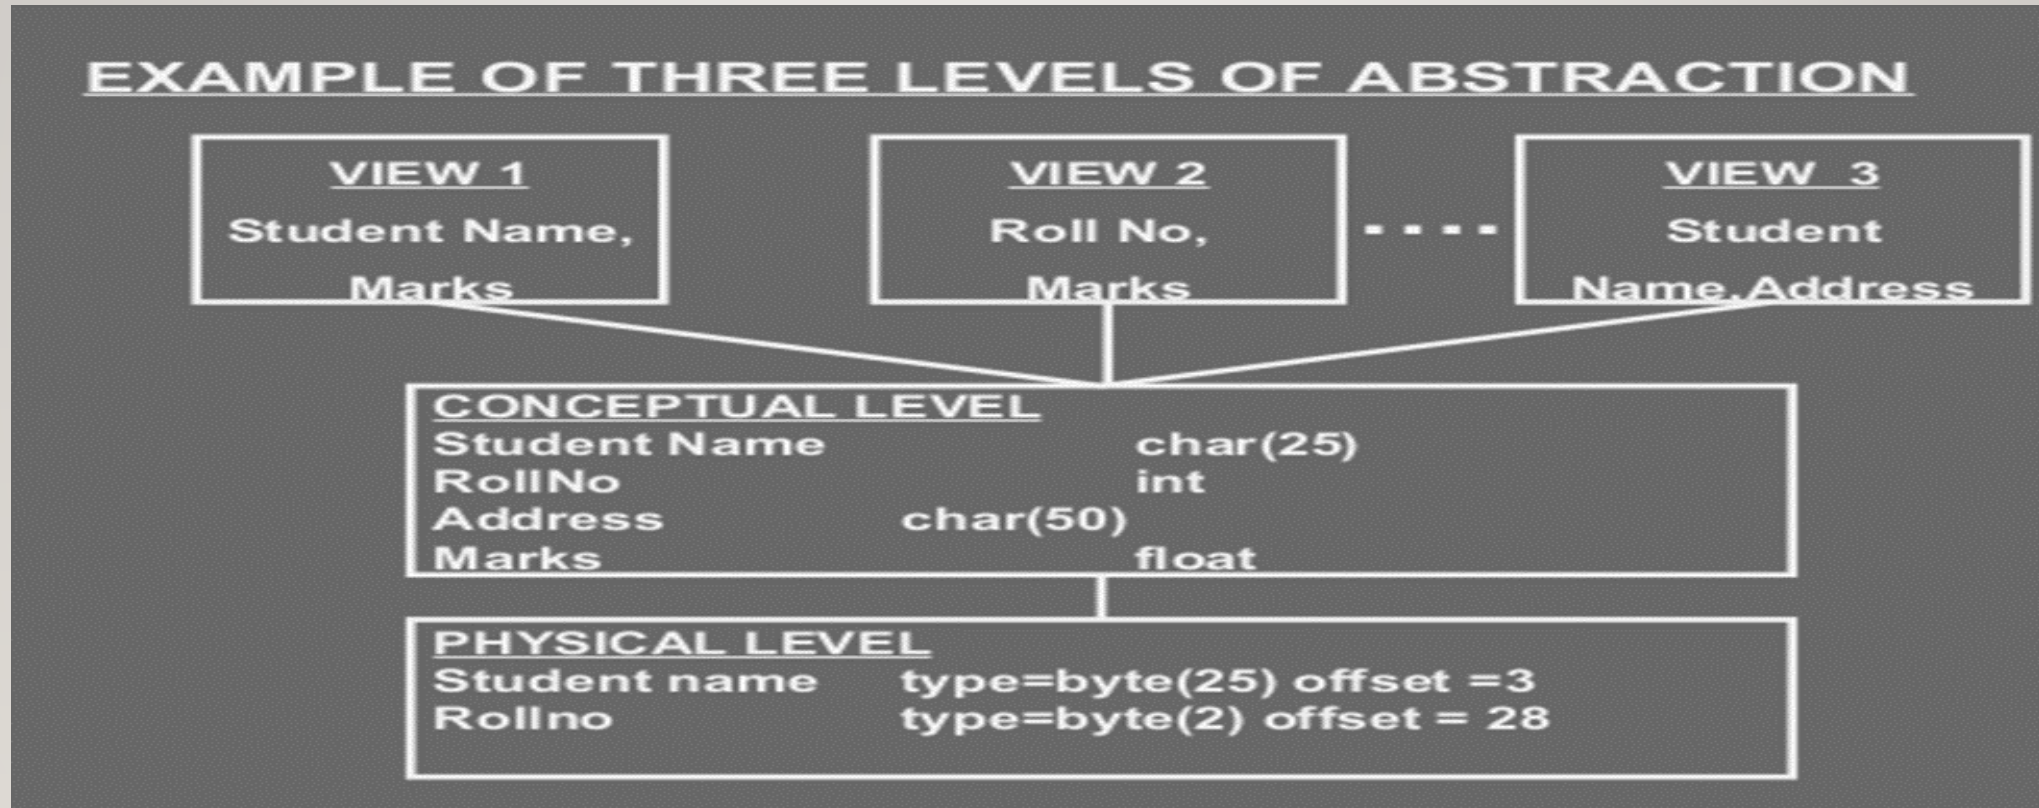 EXAMPLE OF THREE LEVELS OF ABSTRACTION
VIEW 1
Student Name,
Marks
VIEW 2
Roll No,
Marks
VIEW 3
Student
Name,Address
CONCEPTUAL LEVEL
Student Name char(25)
RollNo int
Address char(50)
Marks float
PHYSICAL LEVEL
Student name type=byte(25) offset =3
Rollno type=byte(2) offset = 28